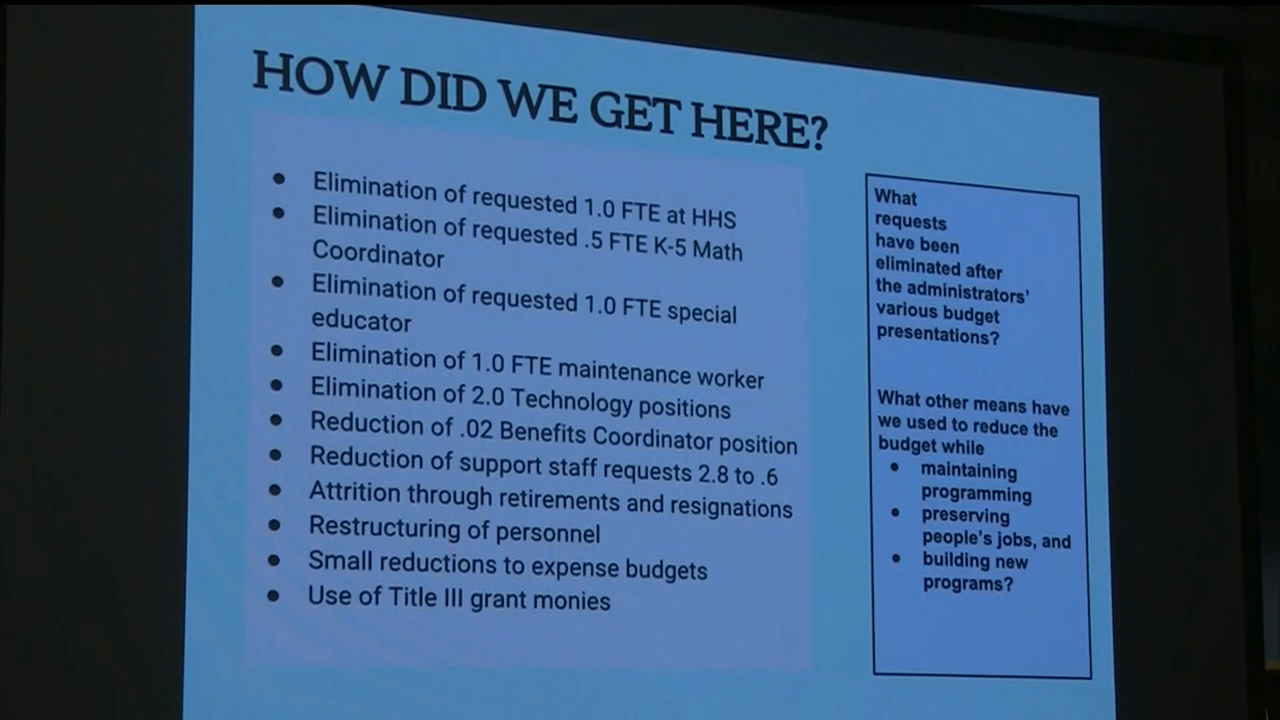 HOW DID WE GET HERE?
● Elimination of requested 1.0 FTE at HHS
● Elimination of requested .5 FTE K-5 Math
Coordinator
● Elimination of requested 1.0 FTE special
educator
● Elimination of 1.0 FTE maintenance worker
● Elimination of 2.0 Technology positions
● Reduction of .02 Benefits Coordinator position
● Reduction of support staff requests 2.8 to .6
● Attrition through retirements and resignations
● Restructuring of personnel
● Small reductions to expense budgets
● Use of Title III grant monies
What
requests
have been
eliminated after
the administrators'
various budget
presentations?
What other means have
we used to reduce the
budget while
● maintaining
programming
● preserving
people's jobs, and
● building new
programs?